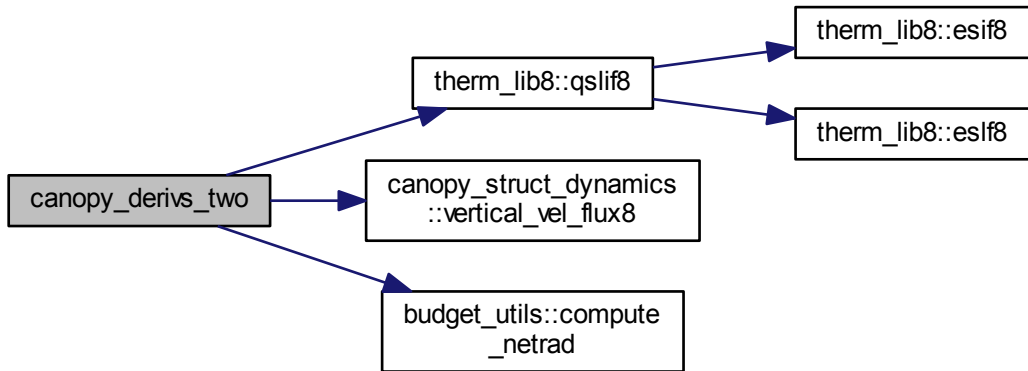 therm_lib8::esif8
therm_lib8::qslif8
therm_lib8::eslf8
canopy_derivs_two
canopy_struct_dynamics
::vertical_vel_flux8
budget_utils::compute
_netrad